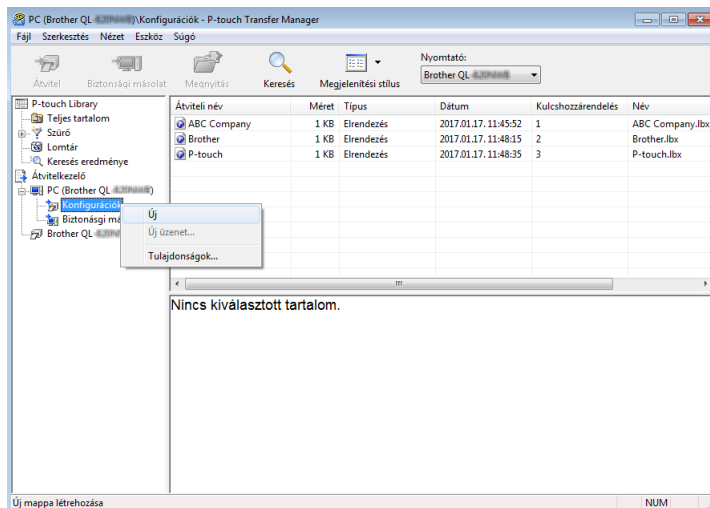 PC (Brother QL )\Konfigurációk - P-touch Transfer Manager
Fájl Szerkesztés Nézet Eszköz Súgó
Átvitel Biztonsági másolat Megnyitás Keresés Megjelenítési stílus
Nyomtató:
Brother QL
P-touch Library
Teljes tartalom
Szűrő
Lomtár
Keresés eredménye
Átvitelkezelő
PC (Brother QL )
Konfigurációk
Biztonsági má
Brother QL
Új
Új üzenet...
Tulajdonságok...
Átviteli név Méret Típus Dátum Kulcshozzárendelés Név
ABC Company 1 KB Elrendezés 2017.01.17. 11:45:52 1 ABC Company.lbx
Brother 1 KB Elrendezés 2017.01.17. 11:48:15 2 Brother.lbx
P-touch 1 KB Elrendezés 2017.01.17. 11:48:35 3 P-touch.lbx
Nincs kiválasztott tartalom.
Új mappa létrehozása NUM